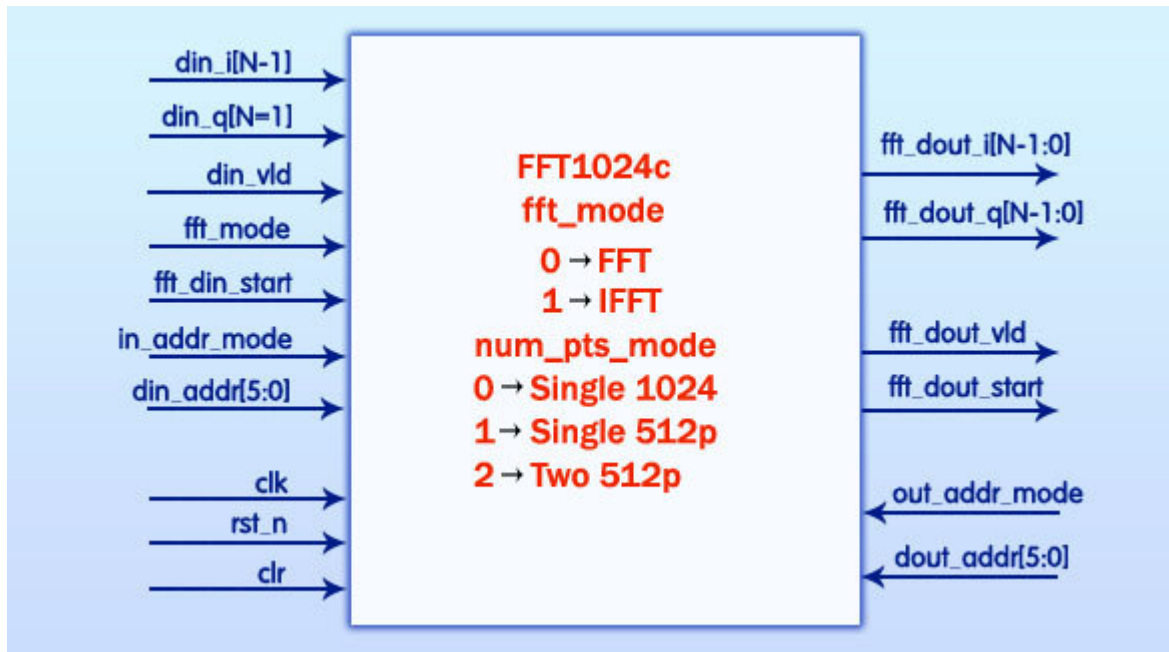 din_i[N-1]
din_q[N=1]
din_vld
fft_mode
fft_din_start
in_addr_mode
din_addr[5:0]
clk
rst_n
clr
FFT1024c
fft_mode
0→FFT
1→IFFT
num_pts_mode
0→Single 1024
1→Single 512p
2→Two 512p
fft_dout_i[N-1:0]
fft_dout_q[N-1:0]
fft_dout_vld
fft_dout_start
out_addr_mode
dout_addr[5:0]